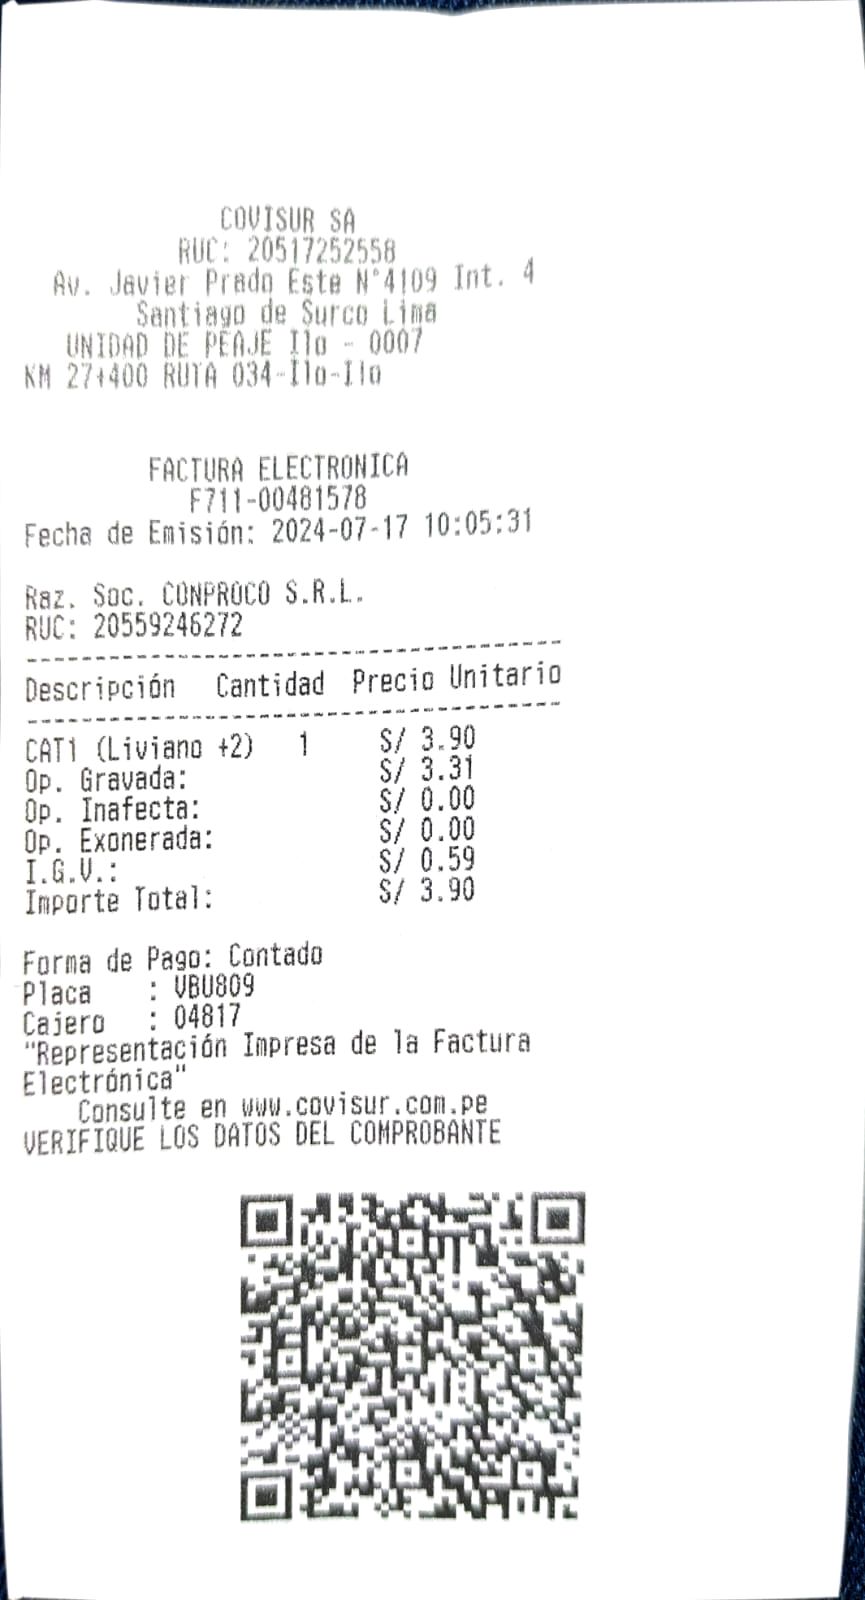 COVISUR SA
RUC: 20517252558
Av. Javier Prado Este N°4109 Int. 4
Santiago de Surco Lima
UNIDAD DE PEAJE Ilo - 0007
KM 27+400 RUTA 034-Ilo-Ilo
FACTURA ELECTRONICA
F711-00481578
Fecha de Emisión: 2024-07-17 10:05:31
Raz. Soc. CONPROCO S.R.L.
RUC: 20559246272
Descripción Cantidad Precio Unitario
CAT1 (Liviano +2) 1 S/ 3.90
Op. Gravada: S/ 3.31
Op. Inafecta: S/ 0.00
Op. Exonerada: S/ 0.00
I.G.V.: S/ 0.59
Importe Total: S/ 3.90
Forma de Pago: Contado
Placa : VBU809
Cajero : 04817
"Representación Impresa de la Factura
Electrónica"
Consulte en www.covisur.com.pe
VERIFIQUE LOS DATOS DEL COMPROBANTE